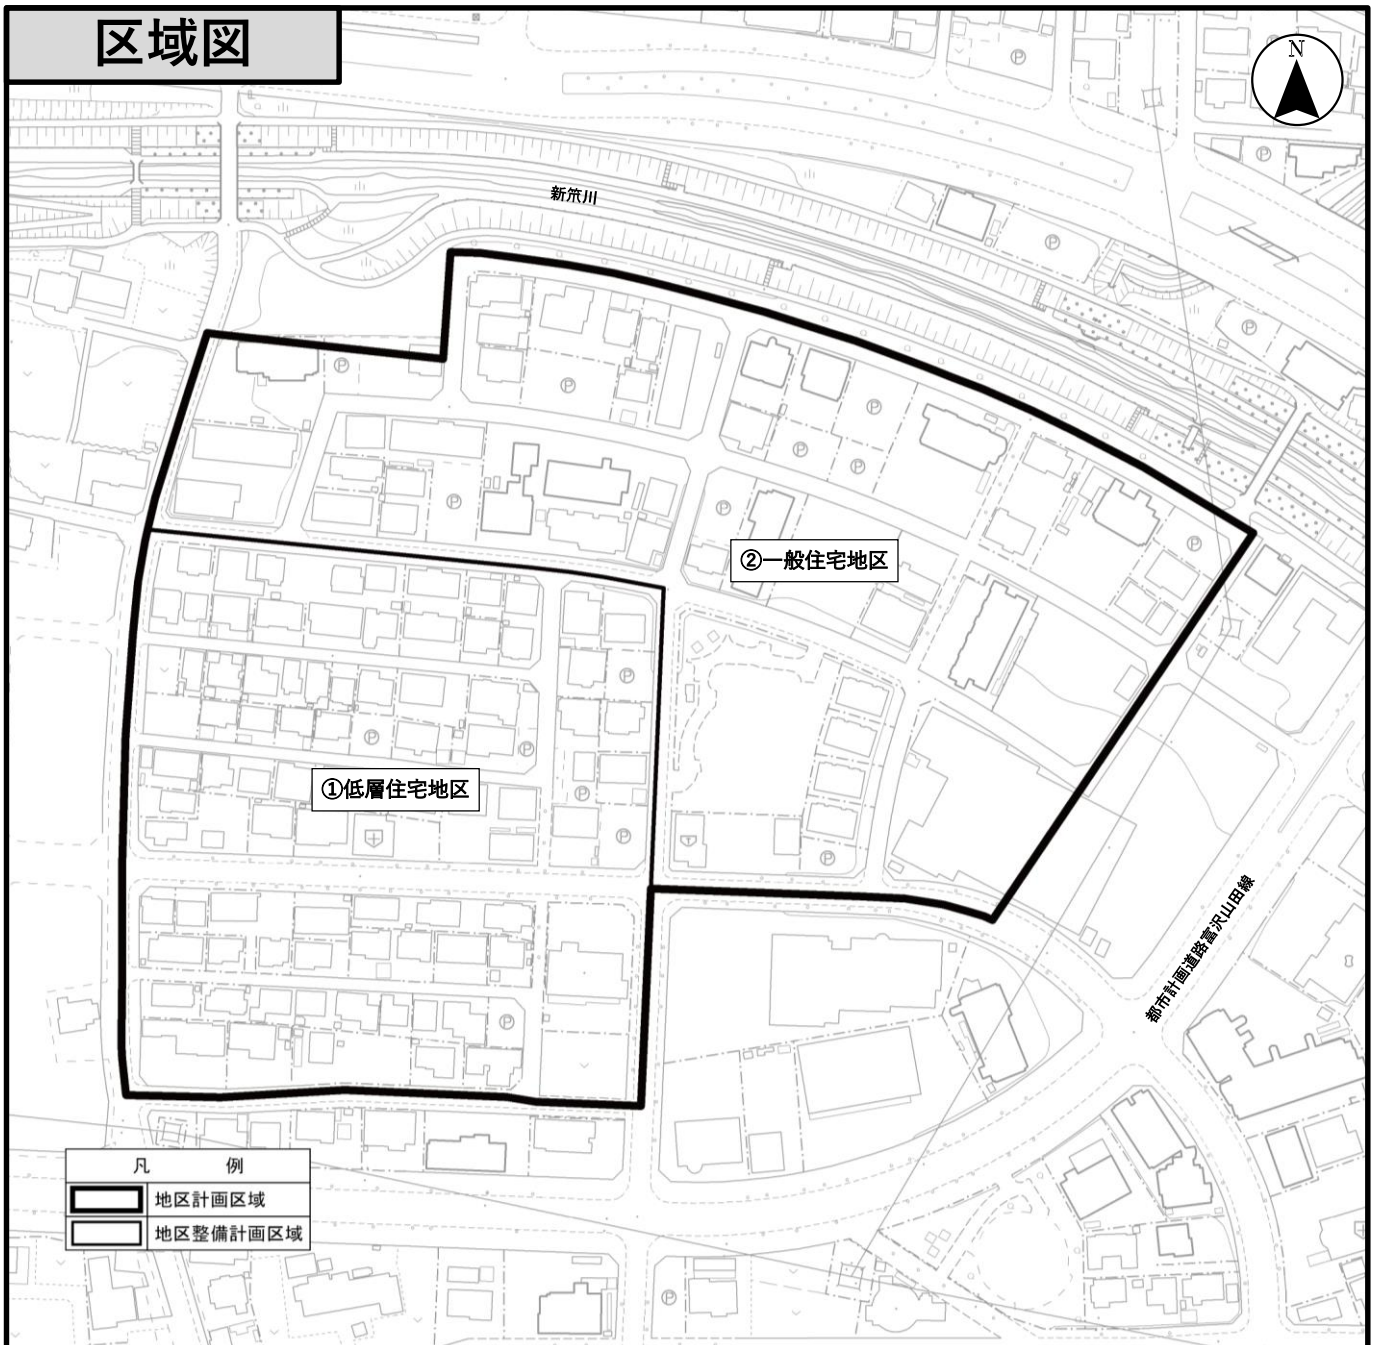 区域図
N
新笊川
②一般住宅地区
①低層住宅地区
都市計画道路富沢山田線
凡 例
地区計画区域
地区整備計画区域